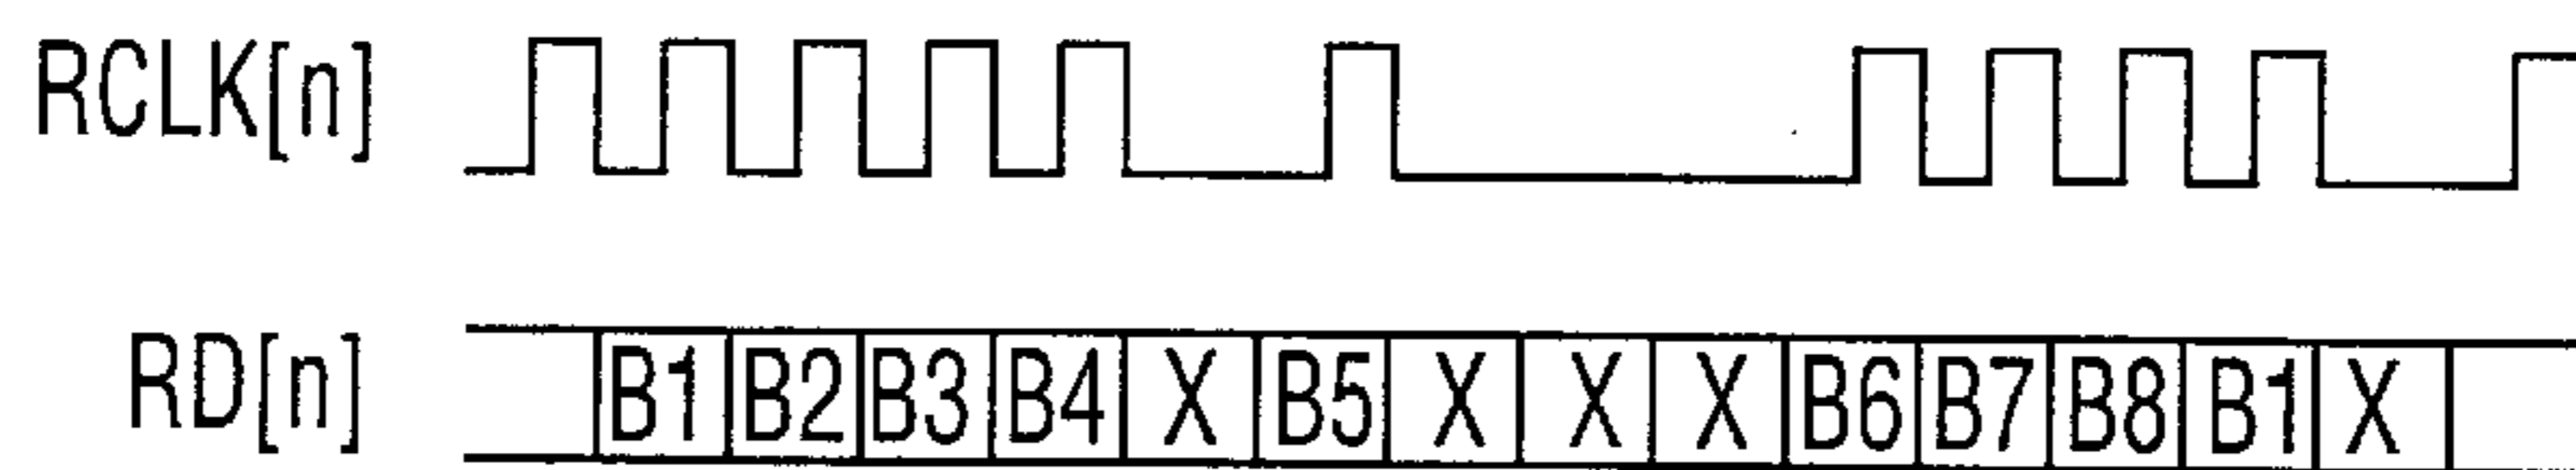 RCLK[n]
RD[n] B1 B2 B3 B4 X B5 X X X B6 B7 B8 B1 X